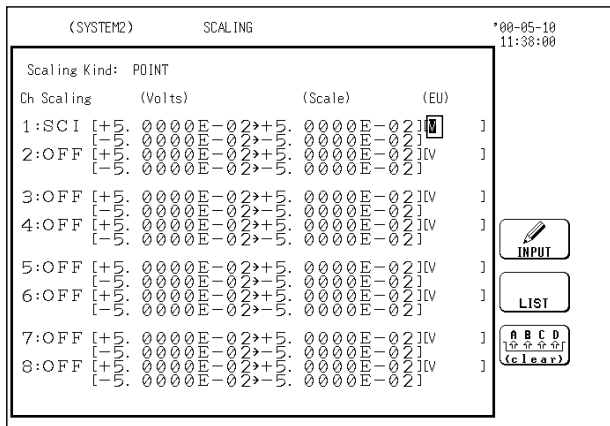 (SYSTEM2) SCALING '00-05-10
11:38:00
Scaling Kind: POINT
Ch Scaling (Volts) (Scale) (EU)
1:SCI [+5. 0000E-02→+5. 0000E-02][V ]
[-5. 0000E-02→-5. 0000E-02]
2:OFF [+5. 0000E-02→+5. 0000E-02][V ]
[-5. 0000E-02→-5. 0000E-02]
3:OFF [+5. 0000E-02→+5. 0000E-02][V ]
[-5. 0000E-02→-5. 0000E-02]
4:OFF [+5. 0000E-02→+5. 0000E-02][V ]
[-5. 0000E-02→-5. 0000E-02]
5:OFF [+5. 0000E-02→+5. 0000E-02][V ]
[-5. 0000E-02→-5. 0000E-02]
6:OFF [+5. 0000E-02→+5. 0000E-02][V ]
[-5. 0000E-02→-5. 0000E-02]
7:OFF [+5. 0000E-02→+5. 0000E-02][V ]
[-5. 0000E-02→-5. 0000E-02]
8:OFF [+5. 0000E-02→+5. 0000E-02][V ]
[-5. 0000E-02→-5. 0000E-02]
INPUT
LIST
A B C D
(clear)